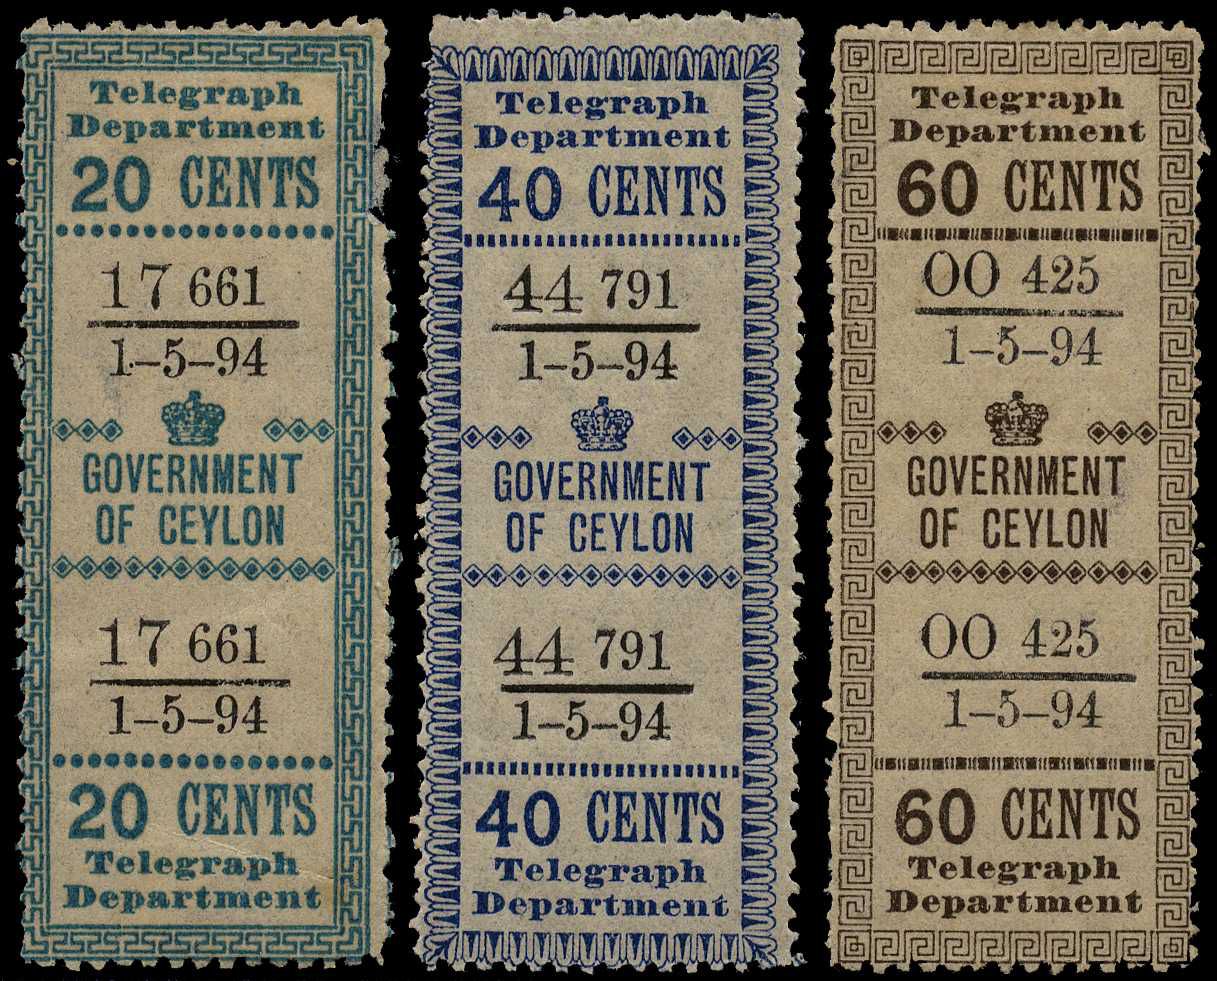 Telegraph
Department
20 CENTS
17 661
1-5-94
GOVERNMENT
OF CEYLON
17 661
1-5-94
20 CENTS
Telegraph
Department
Telegraph
Department
40 CENTS
44 791
1-5-94
GOVERNMENT
OF CEYLON
44 791
1-5-94
40 CENTS
Telegraph
Department
Telegraph
Department
60 CENTS
00 425
1-5-94
GOVERNMENT
OF CEYLON
00 425
1-5-94
60 CENTS
Telegraph
Department